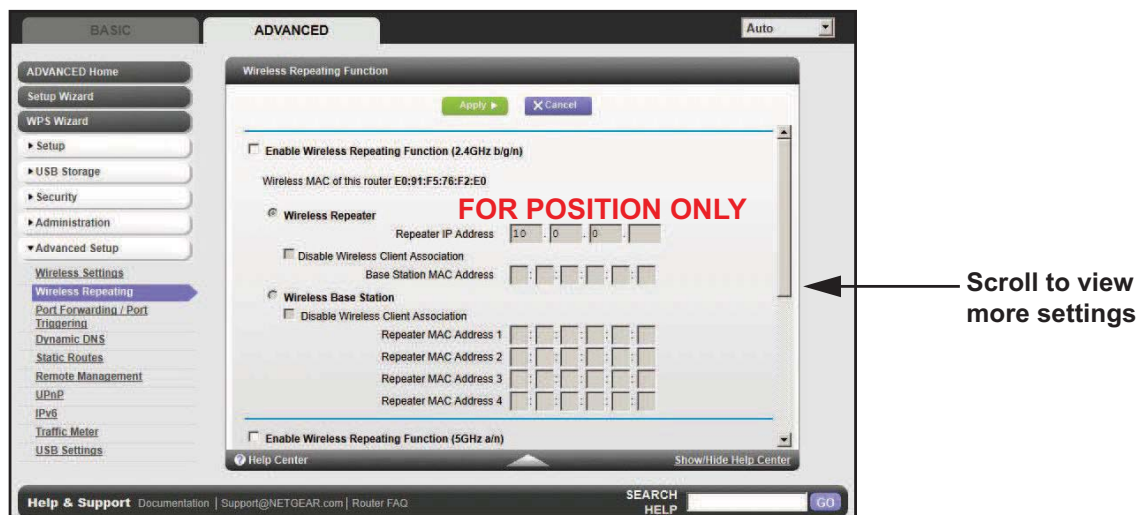 BASIC
ADVANCED
Auto
ADVANCED Home
Setup Wizard
WPS Wizard
Setup
USB Storage
Security
Administration
Advanced Setup
Wireless Settings
Wireless Repeating
Port Forwarding / Port
Triggering
Dynamic DNS
Static Routes
Remote Management
UPnP
IPv6
Traffic Meter
USB Settings
Wireless Repeating Function
Apply
X Cancel
Enable Wireless Repeating Function (2.4GHz b/g/n)
Wireless MAC of this router E0:91:F5:76:F2:E0
FOR POSITION ONLY
Wireless Repeater
Repeater IP Address 10 . 0 . 0 .
Disable Wireless Client Association
Base Station MAC Address : : : : :
Wireless Base Station
Disable Wireless Client Association
Repeater MAC Address 1 : : : : :
Repeater MAC Address 2 : : : : :
Repeater MAC Address 3 : : : : :
Repeater MAC Address 4 : : : : :
Enable Wireless Repeating Function (5GHz a/n)
? Help Center
Show/Hide Help Center
Scroll to view
more settings
Help & Support Documentation | Support@NETGEAR.com | Router FAQ
SEARCH
HELP
GO